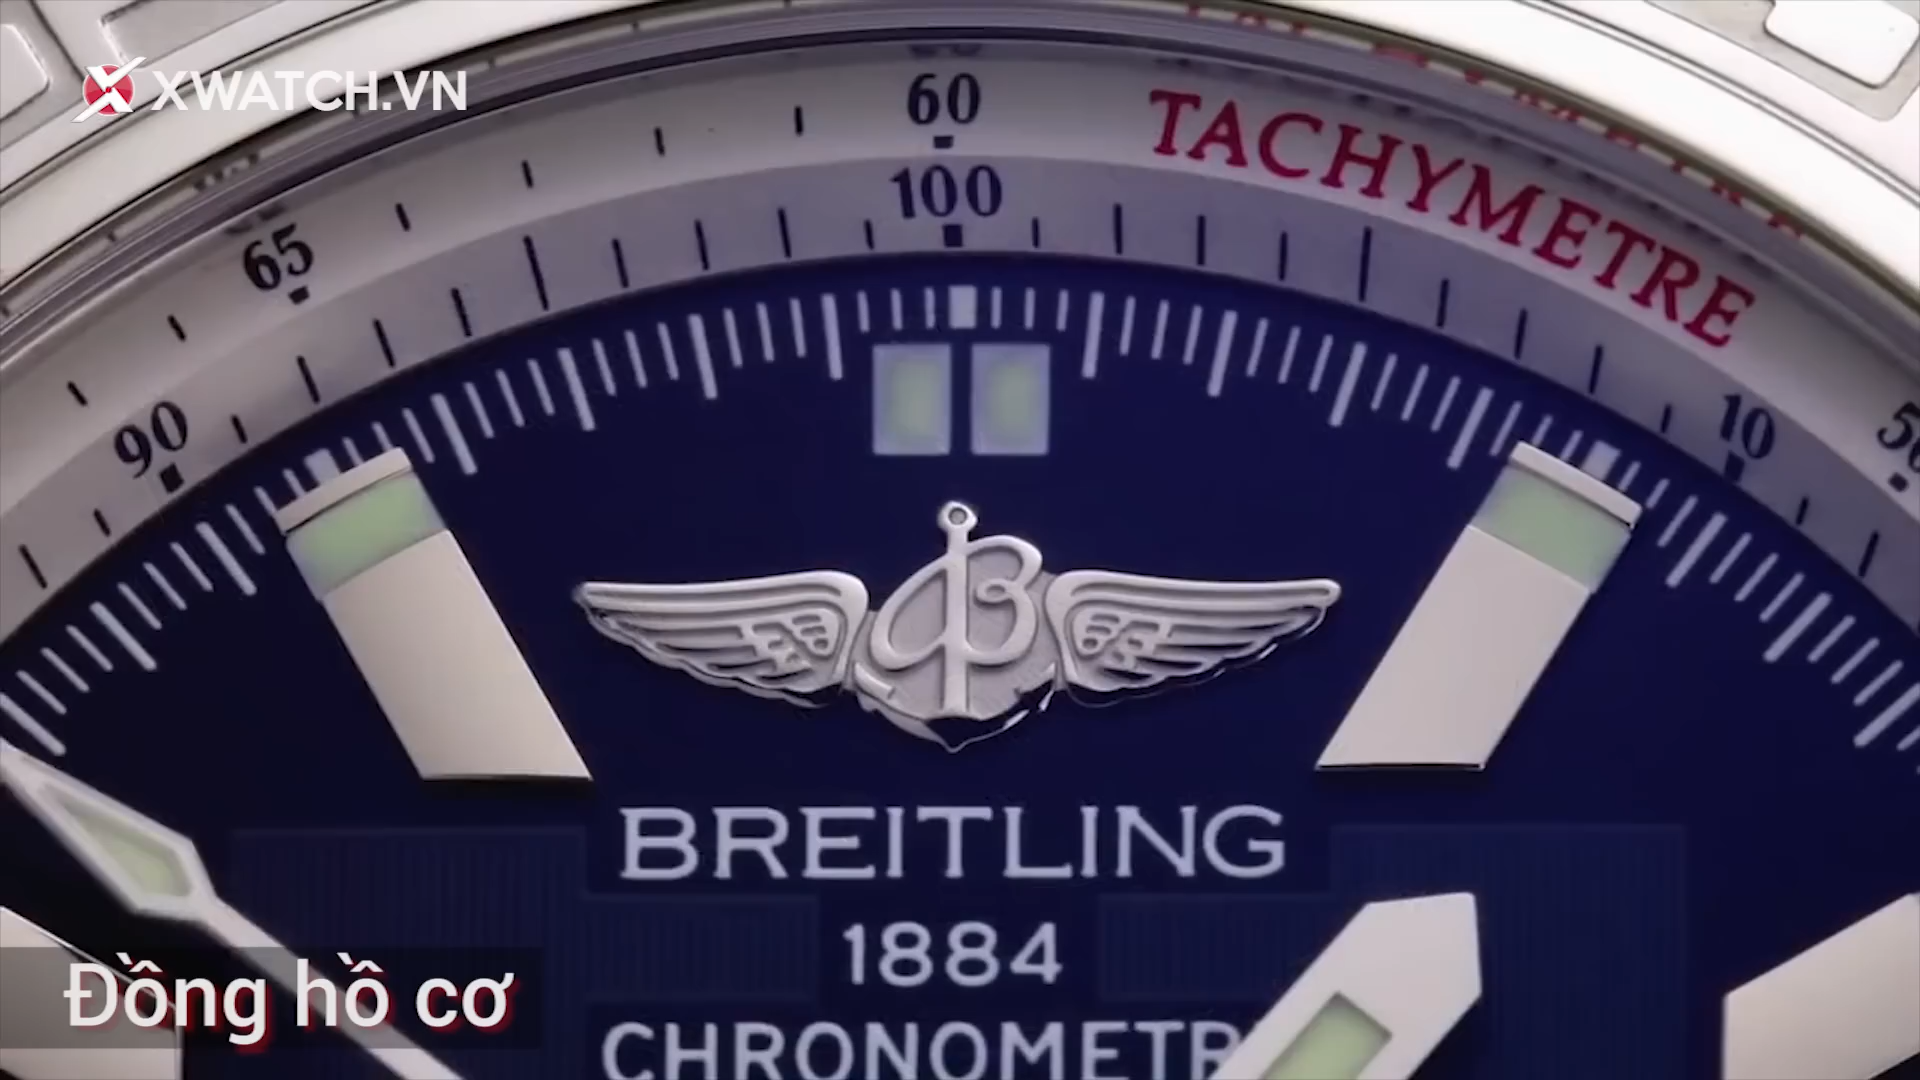 XWATCH.VN
60
TACHYMETRE
100
65
90
10
BREITLING
1884
Đồng hồ cơ